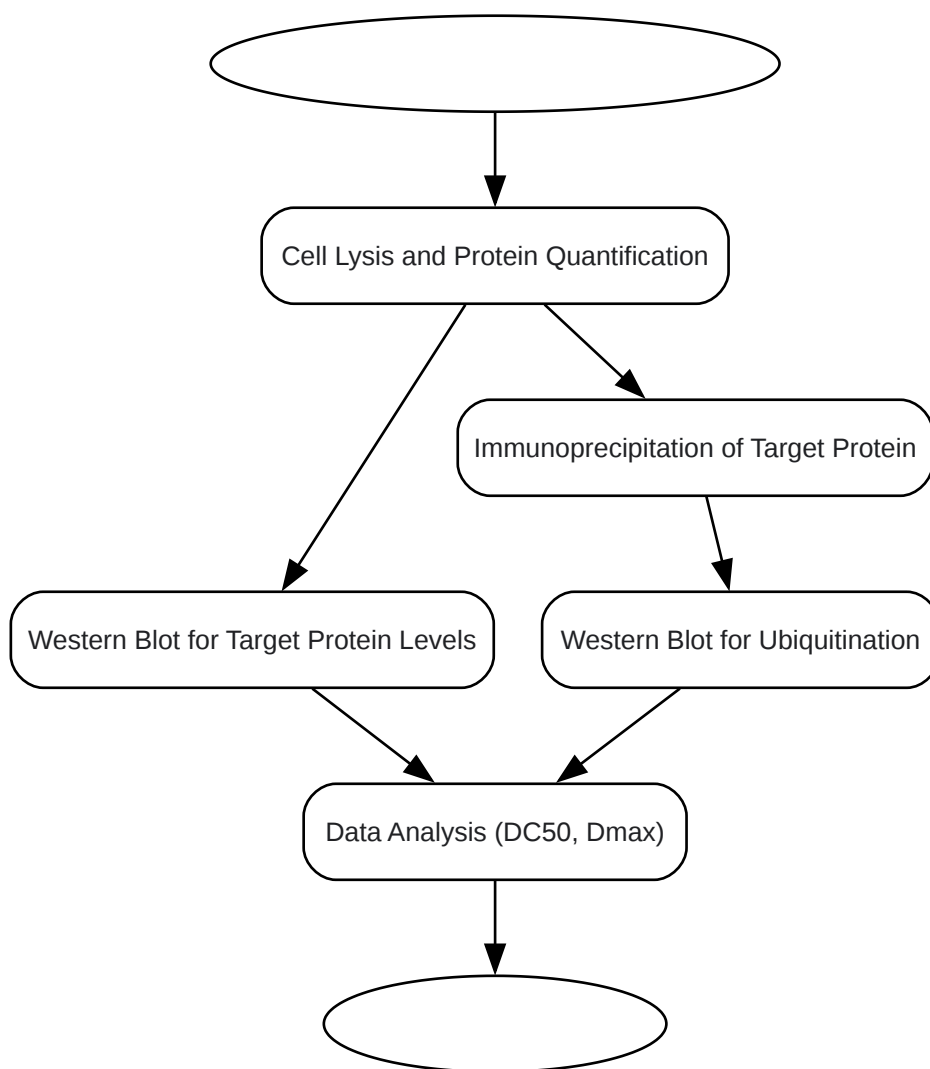 Cell Lysis and Protein Quantification
Immunoprecipitation of Target Protein
Western Blot for Target Protein Levels
Western Blot for Ubiquitination
Data Analysis (DC50, Dmax)